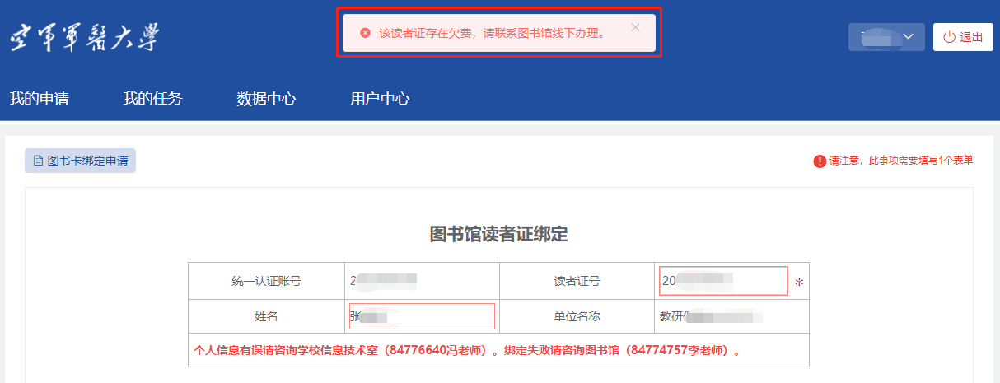 空军军医大学
该读者证存在欠费，请联系图书馆线下办理。
退出
我的申请 我的任务 数据中心 用户中心
图书卡绑定申请
请注意，此事项需要填写1个表单
图书馆读者证绑定
统一认证账号 2 读者证号 20 *
姓名 张 单位名称 教研
个人信息有误请咨询学校信息技术室（84776640冯老师）。绑定失败请咨询图书馆（84774757李老师）。